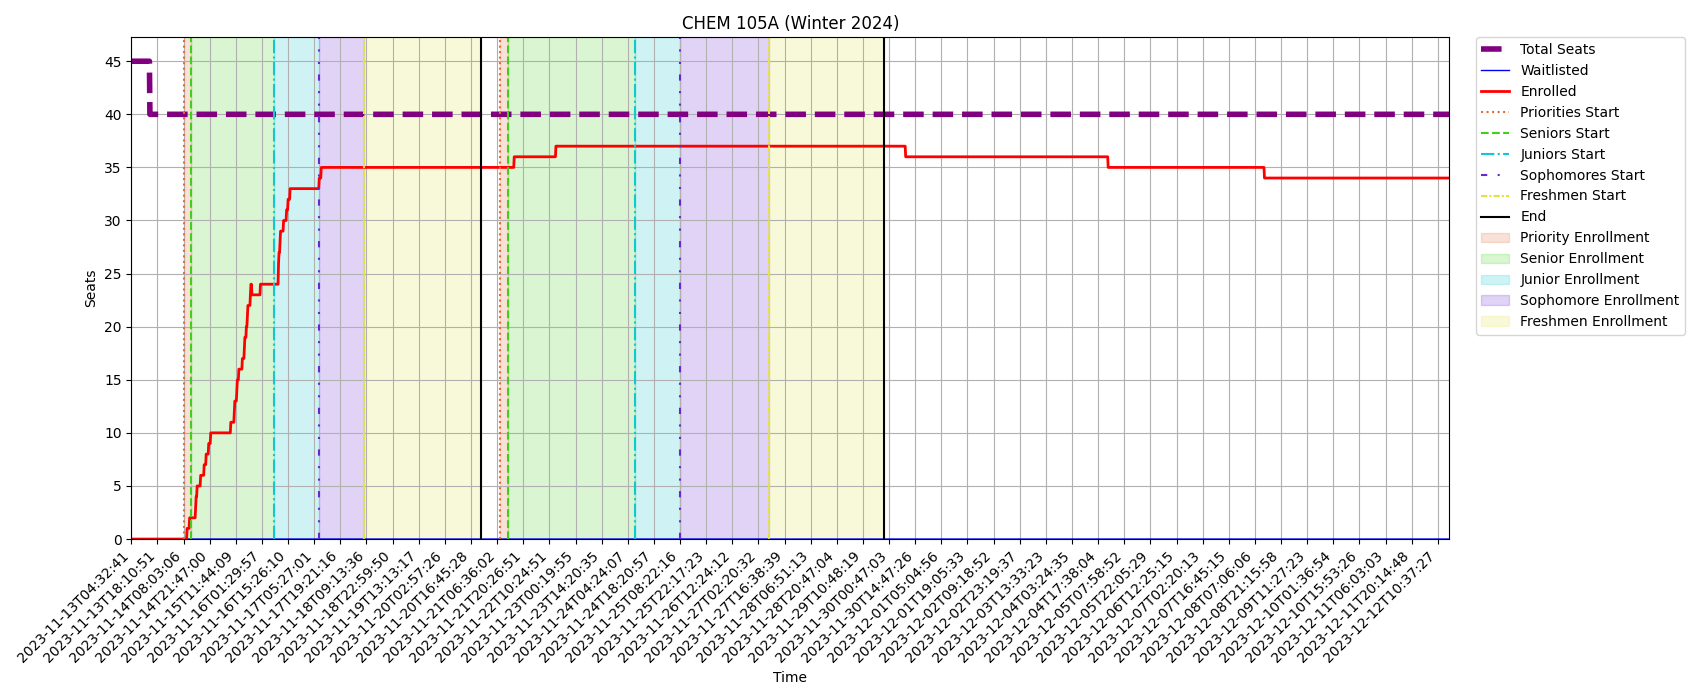 CHEM 105A (Winter 2024)
Total Seats
Waitlisted
Enrolled
Priorities Start
Seniors Start
Juniors Start
Sophomores Start
Freshmen Start
End
Priority Enrollment
Senior Enrollment
Junior Enrollment
Sophomore Enrollment
Freshmen Enrollment
Seats
45
40
35
30
25
20
15
10
5
0
2023-11-13T04:32:41
2023-11-13T18:10:51
2023-11-14T08:03:06
2023-11-14T21:47:00
2023-11-15T11:44:09
2023-11-16T01:29:57
2023-11-16T15:26:10
2023-11-17T05:27:01
2023-11-17T19:21:16
2023-11-18T09:13:36
2023-11-18T22:59:50
2023-11-19T13:13:17
2023-11-20T02:57:26
2023-11-20T16:45:28
2023-11-21T06:36:02
2023-11-21T20:26:51
2023-11-22T10:24:51
2023-11-23T00:19:55
2023-11-23T14:20:35
2023-11-24T04:24:07
2023-11-24T18:20:57
2023-11-25T08:22:16
2023-11-25T22:17:23
2023-11-26T12:24:12
2023-11-27T02:20:32
2023-11-27T16:38:39
2023-11-28T06:51:13
2023-11-28T20:47:04
2023-11-29T10:48:19
2023-11-30T00:47:03
2023-11-30T14:47:26
2023-12-01T05:04:56
2023-12-01T19:05:33
2023-12-02T09:18:52
2023-12-02T23:19:37
2023-12-03T13:33:23
2023-12-04T03:24:35
2023-12-04T17:38:04
2023-12-05T07:58:52
2023-12-05T22:05:29
2023-12-06T12:25:15
2023-12-07T02:20:13
2023-12-07T16:45:15
2023-12-08T07:06:06
2023-12-08T21:15:58
2023-12-09T11:27:23
2023-12-10T01:36:54
2023-12-10T15:53:26
2023-12-11T06:03:03
2023-12-11T20:14:48
2023-12-12T10:37:27
Time